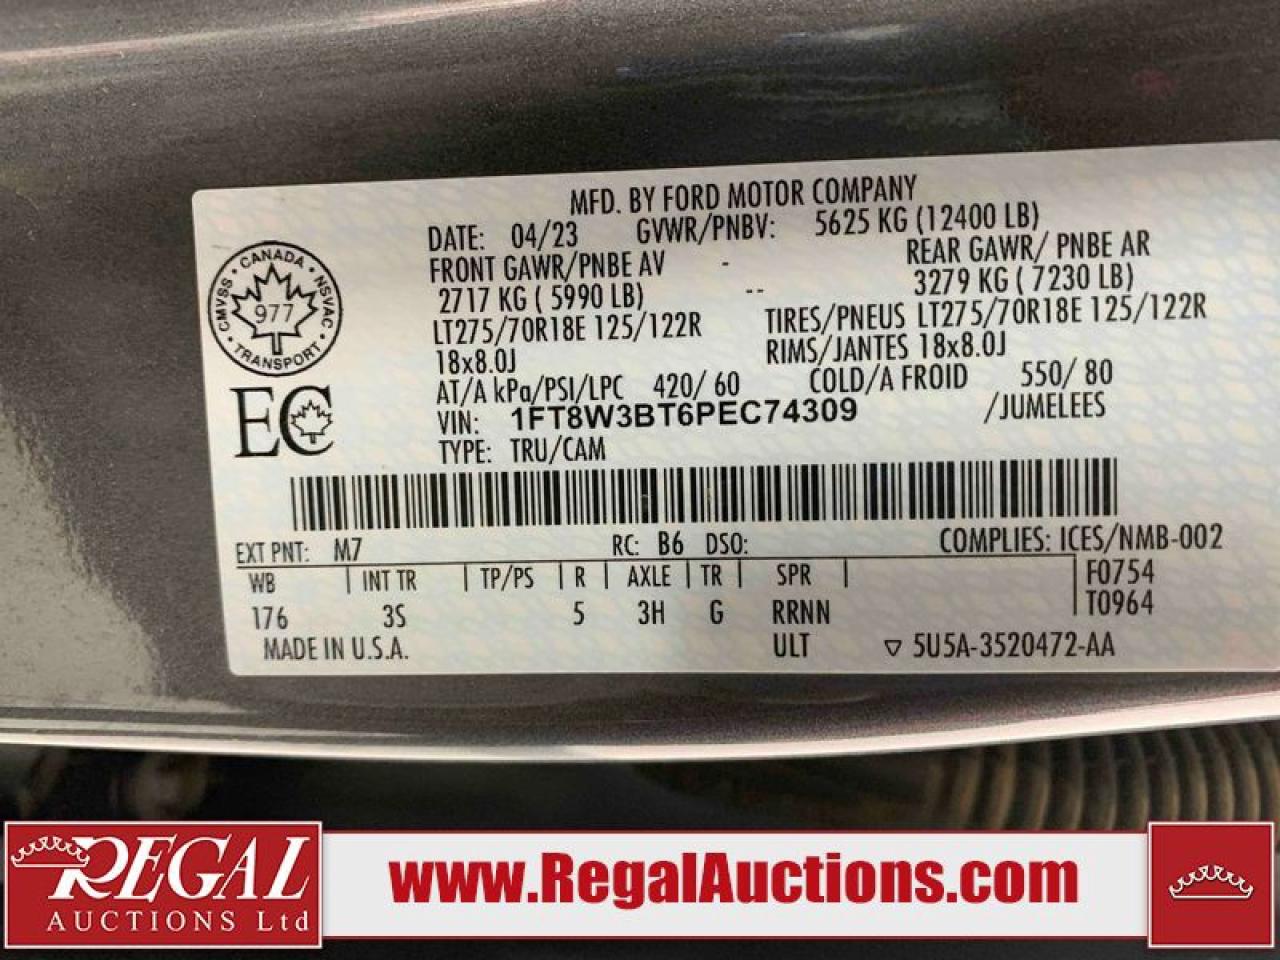 MFD. BY FORD MOTOR COMPANY
DATE: 04/23 GVWR/PNBV: 5625 KG (12400 LB)
FRONT GAWR/PNBE AV - REAR GAWR/ PNBE AR
2717 KG ( 5990 LB) -- 3279 KG ( 7230 LB)
LT275/70R18E 125/122R TIRES/PNEUS LT275/70R18E 125/122R
18x8.0J RIMS/JANTES 18x8.0J
AT/A kPa/PSI/LPC 420/ 60 COLD/A FROID 550/ 80
VIN: 1FT8W3BT6PEC74309 /JUMELEES
TYPE: TRU/CAM
CMVSS • CANADA • NSVAC • TRANSPORT •
977
EC
EXT PNT: M7 RC: B6 DSO: COMPLIES: ICES/NMB-002
WB | INT TR | TP/PS | R | AXLE | TR | SPR | F0754
176 3S 5 3H G RRNN T0964
MADE IN U.S.A. ULT ▽ 5U5A-3520472-AA
REGAL
AUCTIONS Ltd
www.RegalAuctions.com